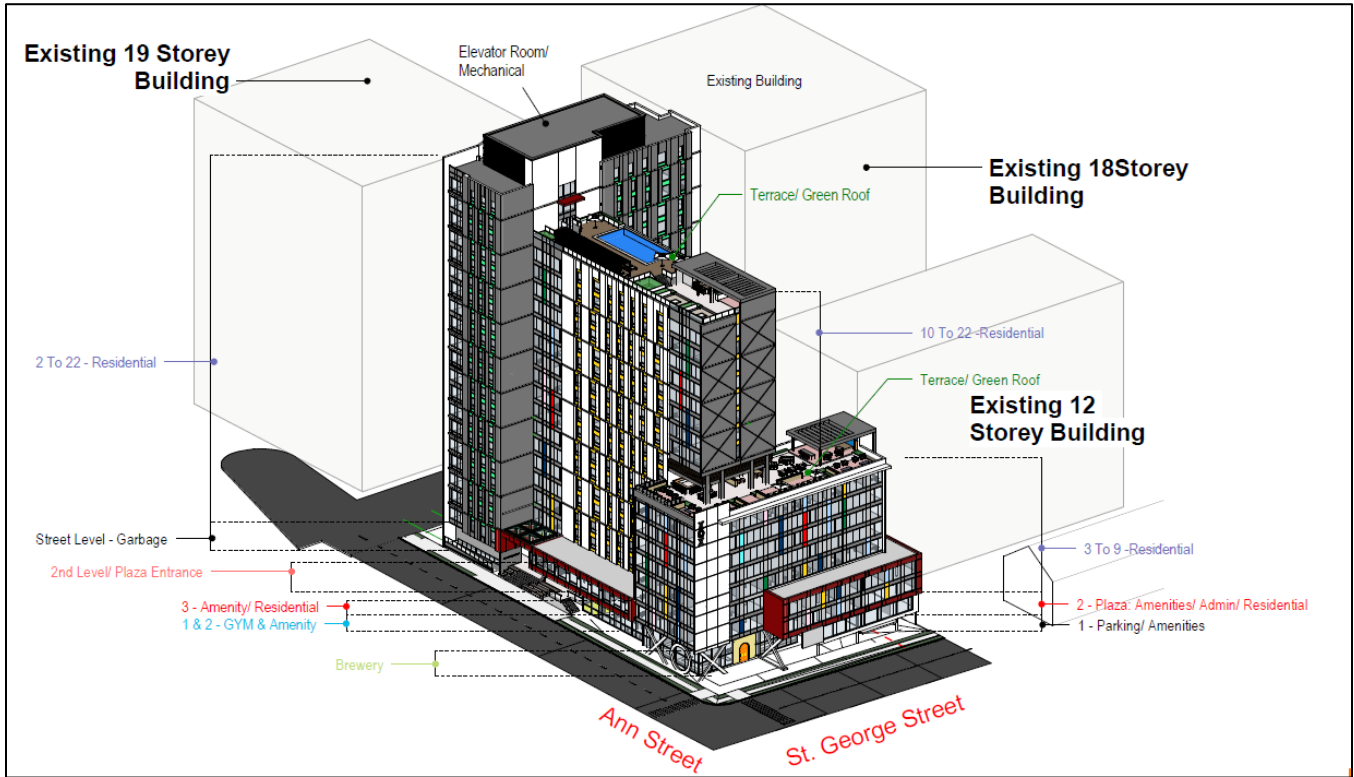 Existing 19 Storey
Building
Elevator Room/
Mechanical
Existing Building
Existing 18Storey
Building
Terrace/ Green Roof
10 To 22 -Residential
2 To 22 - Residential
Terrace/ Green Roof
Existing 12
Storey Building
Street Level - Garbage
3 To 9 -Residential
2nd Level/ Plaza Entrance
3 - Amenity/ Residential
2 - Plaza: Amenities/ Admin/ Residential
1 & 2 - GYM & Amenity
1 - Parking/ Amenities
Brewery
Ann Street
St. George Street